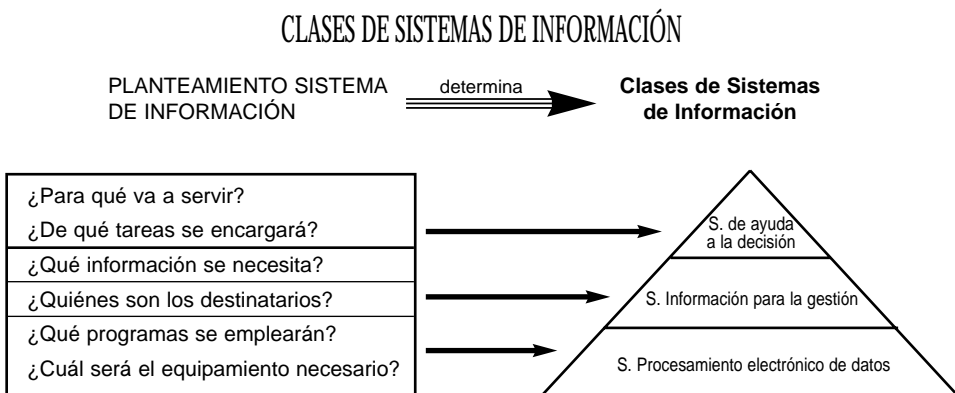 CLASES DE SISTEMAS DE INFORMACIÓN
PLANTEAMIENTO SISTEMA
DE INFORMACIÓN
determina
Clases de Sistemas
de Información
¿Para qué va a servir?
¿De qué tareas se encargará?
¿Qué información se necesita?
¿Quiénes son los destinatarios?
¿Qué programas se emplearán?
¿Cuál será el equipamiento necesario?
S. de ayuda
a la decisión
S. Información para la gestión
S. Procesamiento electrónico de datos